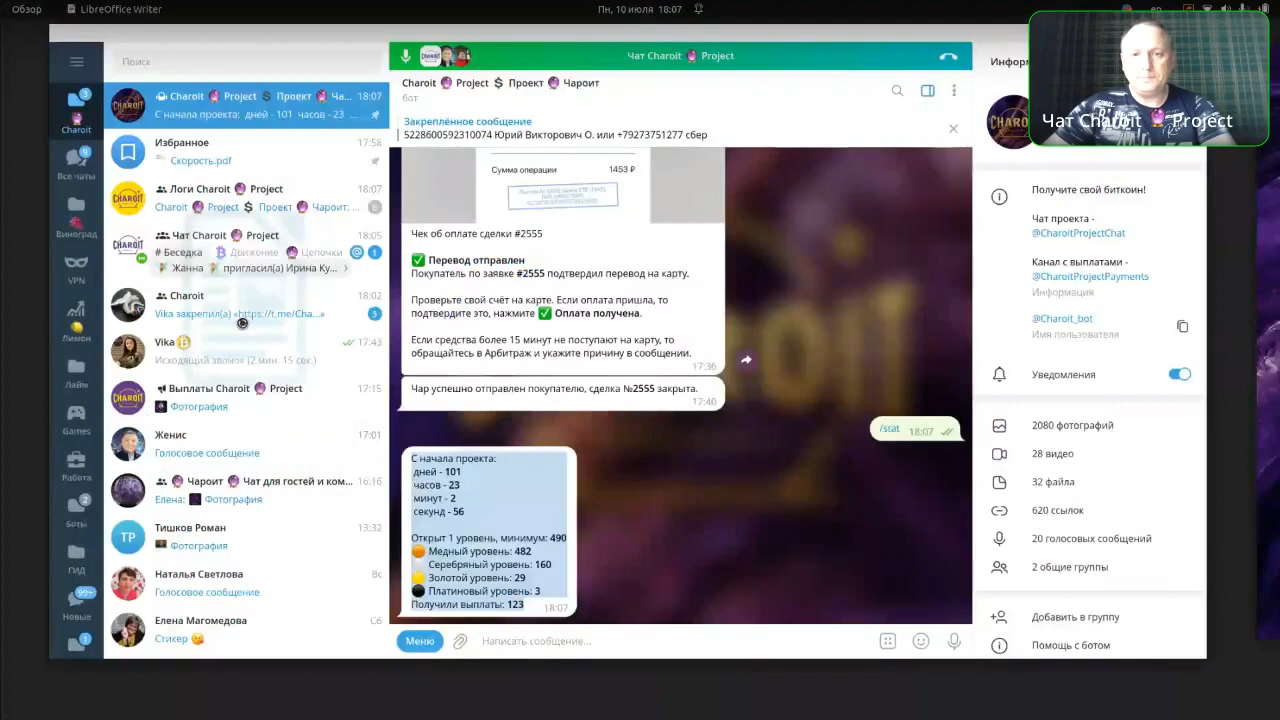 Обзор
LibreOffice Writer
Пн, 10 июля 18:07
en
Поиск
Чат Charoit Project
Информ
Чат Charoit Project
3
Charoit
9
Все чаты
Виноград
VPN
Лимон
Лайм
Games
Работа
2
боты
ГИД
99+
Новые
1
Charoit Project $ Проект Ча...
18:07
С начала проекта: дней - 101 часов - 23 ...
Избранное
17:58
Скорость.pdf
Логи Charoit Project
18:07
Charoit Project $ Проект Чароит: ...
Чат Charoit Project
18:05
# Беседка Движение Цепочки @ 1
Жанна пригласил(а) Ирина Ку... ›
Charoit
18:02
Vika закрепил(а) «https://t.me/Cha...»
3
Vika
17:43
Исходящий звонок (2 мин. 15 сек.)
Выплаты Charoit Project
17:15
Фотография
Женис
17:01
Голосовое сообщение
Чароит Чат для гостей и ком...
16:16
Елена: Фотография
ТР
Тишков Роман
13:32
Фотография
Наталья Светлова
Вс
Голосовое сообщение
Елена Магомедова
Сб
Стикер
Charoit Project $ Проект Чароит
бот
Закреплённое сообщение
5228600592310074 Юрий Викторович О. или +79273751277 сбер
Сумма операции 1453 ₽
Чек об оплате сделки #2555
Перевод отправлен
Покупатель по заявке #2555 подтвердил перевод на карту.
Проверьте свой счёт на карте. Если оплата пришла, то
подтвердите это, нажмите Оплата получена.
Если средства более 15 минут не поступают на карту, то
обращайтесь в Арбитраж и укажите причину в сообщении.
17:36
Чар успешно отправлен покупателю, сделка №2555 закрыта.
17:40
/stat 18:07
С начала проекта:
дней - 101
часов - 23
минут - 2
секунд - 56
Открыт 1 уровень, минимум: 490
Медный уровень: 482
Серебряный уровень: 160
Золотой уровень: 29
Платиновый уровень: 3
Получили выплаты: 123
18:07
Меню
Написать сообщение...
Получите свой биткоин!
Чат проекта -
@CharoitProjectChat
Канал с выплатами -
@CharoitProjectPayments
Информация
@Charoit_bot
Имя пользователя
Уведомления
2080 фотографий
28 видео
32 файла
620 ссылок
20 голосовых сообщений
2 общие группы
Добавить в группу
Помощь с ботом